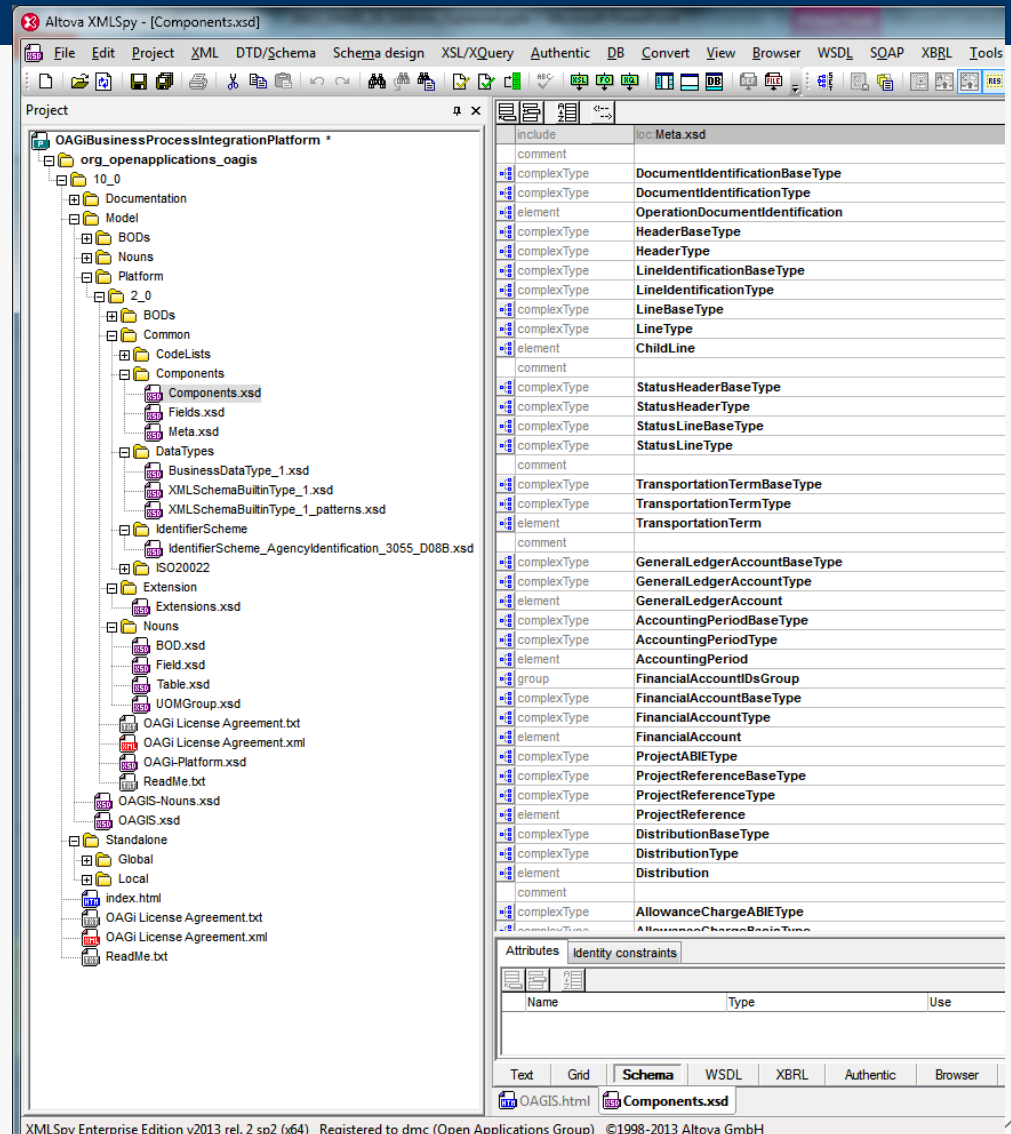 Altova XMLSpy - [Components.xsd]
File Edit Project XML DTD/Schema Schema design XSL/XQuery Authentic DB Convert View Browser WSDL SOAP XBRL Tools
Project
OAGiBusinessProcessIntegrationPlatform *
org_openapplications_oagis
10_0
Documentation
Model
BODs
Nouns
Platform
2_0
BODs
Common
CodeLists
Components
Components.xsd
Fields.xsd
Meta.xsd
DataTypes
BusinessDataType_1.xsd
XMLSchemaBuiltinType_1.xsd
XMLSchemaBuiltinType_1_patterns.xsd
IdentifierScheme
IdentifierScheme_AgencyIdentification_3055_D08B.xsd
ISO20022
Extension
Extensions.xsd
Nouns
BOD.xsd
Field.xsd
Table.xsd
UOMGroup.xsd
OAGi License Agreement.txt
OAGi License Agreement.xml
OAGi-Platform.xsd
ReadMe.txt
OAGIS-Nouns.xsd
OAGIS.xsd
Standalone
Global
Local
index.html
OAGi License Agreement.txt
OAGi License Agreement.xml
ReadMe.txt
include loc:Meta.xsd
comment
complexType DocumentIdentificationBaseType
complexType DocumentIdentificationType
element OperationDocumentIdentification
complexType HeaderBaseType
complexType HeaderType
complexType LineIdentificationBaseType
complexType LineIdentificationType
complexType LineBaseType
complexType LineType
element ChildLine
comment
complexType StatusHeaderBaseType
complexType StatusHeaderType
complexType StatusLineBaseType
complexType StatusLineType
comment
complexType TransportationTermBaseType
complexType TransportationTermType
element TransportationTerm
comment
complexType GeneralLedgerAccountBaseType
complexType GeneralLedgerAccountType
element GeneralLedgerAccount
complexType AccountingPeriodBaseType
complexType AccountingPeriodType
element AccountingPeriod
group FinancialAccountIDsGroup
complexType FinancialAccountBaseType
complexType FinancialAccountType
element FinancialAccount
complexType ProjectABIEType
complexType ProjectReferenceBaseType
complexType ProjectReferenceType
element ProjectReference
complexType DistributionBaseType
complexType DistributionType
element Distribution
comment
complexType AllowanceChargeABIEType
Attributes Identity constraints
Name Type Use
Text Grid Schema WSDL XBRL Authentic Browser
OAGIS.html Components.xsd
XMLSpy Enterprise Edition v2013 rel. 2 sp2 (x64) Registered to dmc (Open Applications Group) ©1998-2013 Altova GmbH